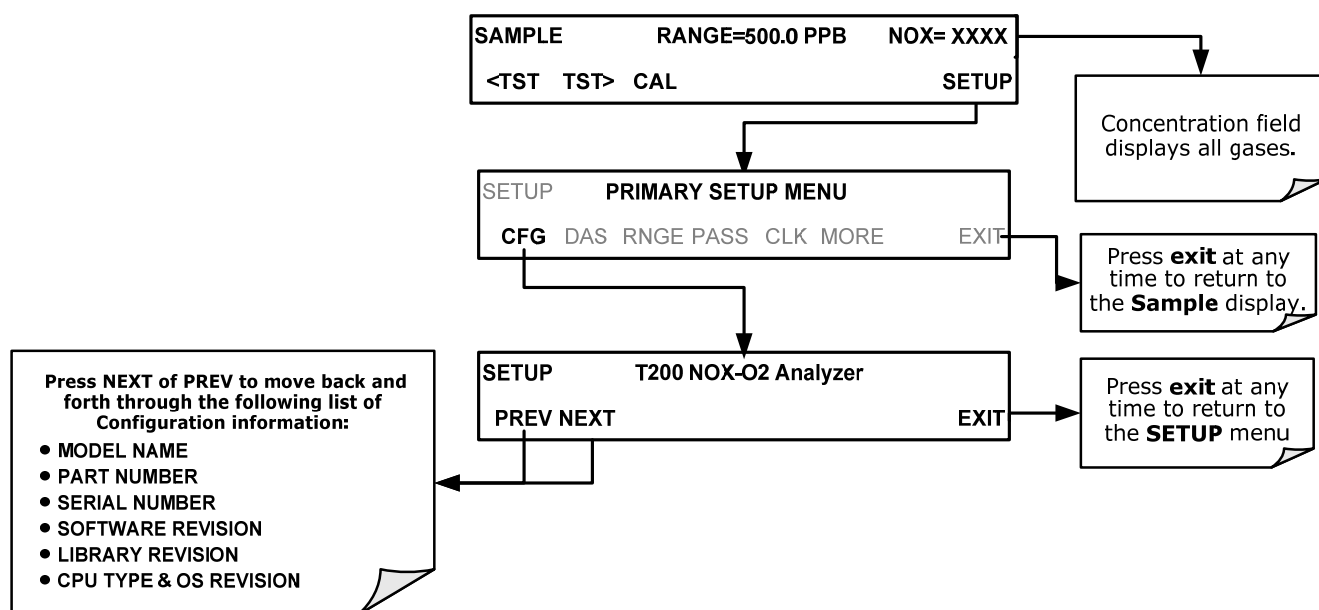 SAMPLE RANGE=500.0 PPB NOX= XXXX
<TST TST> CAL SETUP
Concentration field
displays all gases.
SETUP PRIMARY SETUP MENU
CFG DAS RNGE PASS CLK MORE EXIT
Press exit at any
time to return to
the Sample display.
SETUP T200 NOX-O2 Analyzer
PREV NEXT EXIT
Press exit at any
time to return to
the SETUP menu
Press NEXT of PREV to move back and
forth through the following list of
Configuration information:
• MODEL NAME
• PART NUMBER
• SERIAL NUMBER
• SOFTWARE REVISION
• LIBRARY REVISION
• CPU TYPE & OS REVISION